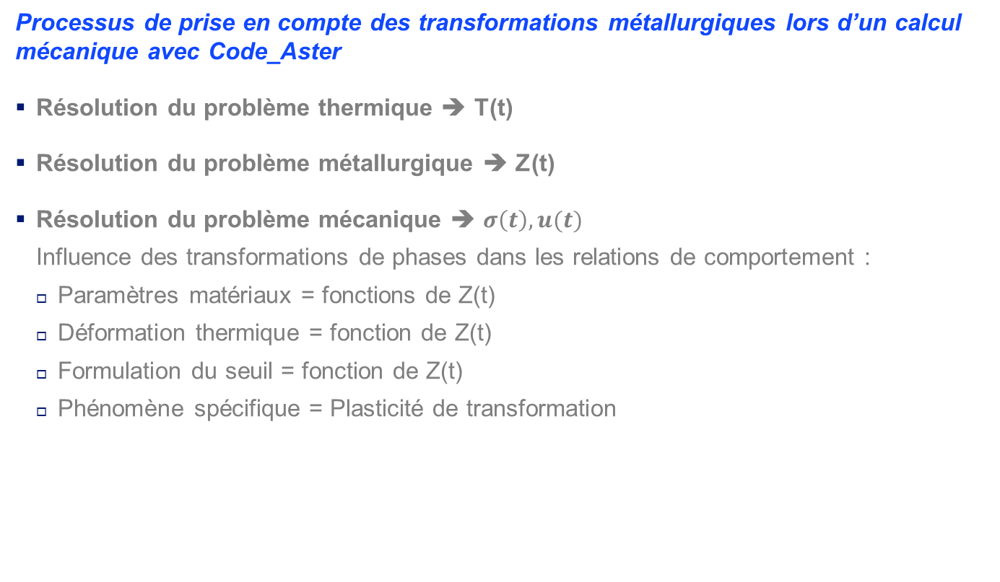 Processus de prise en compte des transformations métallurgiques lors d’un calcul
mécanique avec Code_Aster
▪ Résolution du problème thermique ➔ T(t)
▪ Résolution du problème métallurgique ➔ Z(t)
▪ Résolution du problème mécanique ➔ 𝝈(𝒕), 𝒖(𝒕)
Influence des transformations de phases dans les relations de comportement :
□ Paramètres matériaux = fonctions de Z(t)
□ Déformation thermique = fonction de Z(t)
□ Formulation du seuil = fonction de Z(t)
□ Phénomène spécifique = Plasticité de transformation